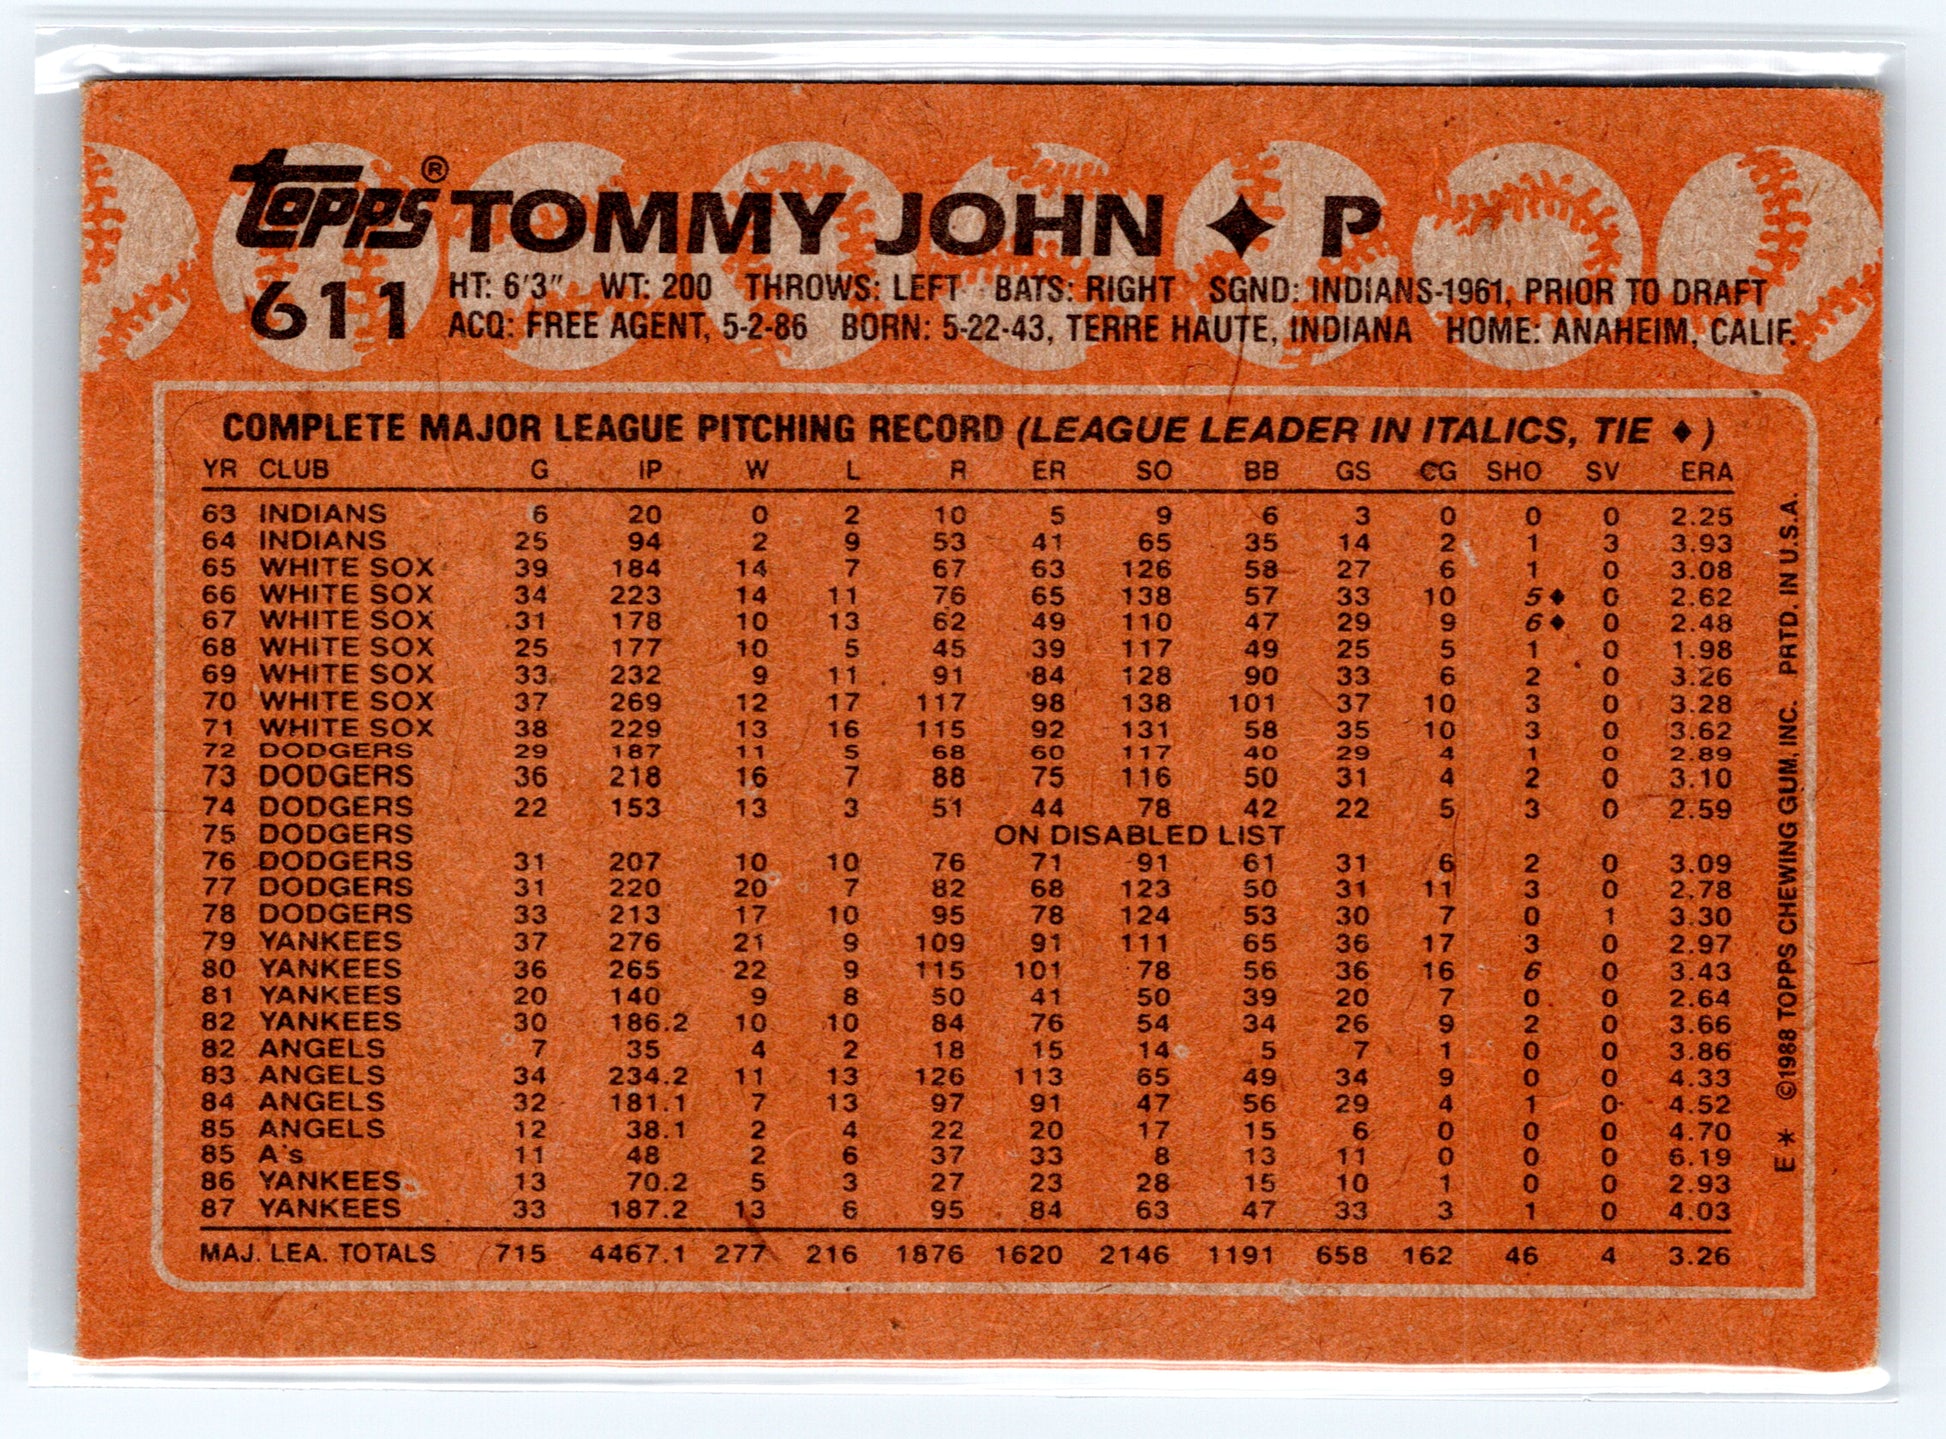 topps® TOMMY JOHN ✦ P
611 HT: 6'3" WT: 200 THROWS: LEFT BATS: RIGHT SGND: INDIANS-1961, PRIOR TO DRAFT
ACQ: FREE AGENT, 5-2-86 BORN: 5-22-43, TERRE HAUTE, INDIANA HOME: ANAHEIM, CALIF.
COMPLETE MAJOR LEAGUE PITCHING RECORD (LEAGUE LEADER IN ITALICS, TIE ♦)
YR CLUB G IP W L R ER SO BB GS CG SHO SV ERA
63 INDIANS 6 20 0 2 10 5 9 6 3 0 0 0 2.25
64 INDIANS 25 94 2 9 53 41 65 35 14 2 1 3 3.93
65 WHITE SOX 39 184 14 7 67 63 126 58 27 6 1 0 3.08
66 WHITE SOX 34 223 14 11 76 65 138 57 33 10 5♦ 0 2.62
67 WHITE SOX 31 178 10 13 62 49 110 47 29 9 6♦ 0 2.48
68 WHITE SOX 25 177 10 5 45 39 117 49 25 5 1 0 1.98
69 WHITE SOX 33 232 9 11 91 84 128 90 33 6 2 0 3.26
70 WHITE SOX 37 269 12 17 117 98 138 101 37 10 3 0 3.28
71 WHITE SOX 38 229 13 16 115 92 131 58 35 10 3 0 3.62
72 DODGERS 29 187 11 5 68 60 117 40 29 4 1 0 2.89
73 DODGERS 36 218 16 7 88 75 116 50 31 4 2 0 3.10
74 DODGERS 22 153 13 3 51 44 78 42 22 5 3 0 2.59
75 DODGERS ON DISABLED LIST
76 DODGERS 31 207 10 10 76 71 91 61 31 6 2 0 3.09
77 DODGERS 31 220 20 7 82 68 123 50 31 11 3 0 2.78
78 DODGERS 33 213 17 10 95 78 124 53 30 7 0 1 3.30
79 YANKEES 37 276 21 9 109 91 111 65 36 17 3 0 2.97
80 YANKEES 36 265 22 9 115 101 78 56 36 16 6 0 3.43
81 YANKEES 20 140 9 8 50 41 50 39 20 7 0 0 2.64
82 YANKEES 30 186.2 10 10 84 76 54 34 26 9 2 0 3.66
82 ANGELS 7 35 4 2 18 15 14 5 7 1 0 0 3.86
83 ANGELS 34 234.2 11 13 126 113 65 49 34 9 0 0 4.33
84 ANGELS 32 181.1 7 13 97 91 47 56 29 4 1 0 4.52
85 ANGELS 12 38.1 2 4 22 20 17 15 6 0 0 0 4.70
85 A's 11 48 2 6 37 33 8 13 11 0 0 0 6.19
86 YANKEES 13 70.2 5 3 27 23 28 15 10 1 0 0 2.93
87 YANKEES 33 187.2 13 6 95 84 63 47 33 3 1 0 4.03
MAJ. LEA. TOTALS 715 4467.1 277 216 1876 1620 2146 1191 658 162 46 4 3.26
E* ©1988 TOPPS CHEWING GUM, INC. PRTD. IN U.S.A.